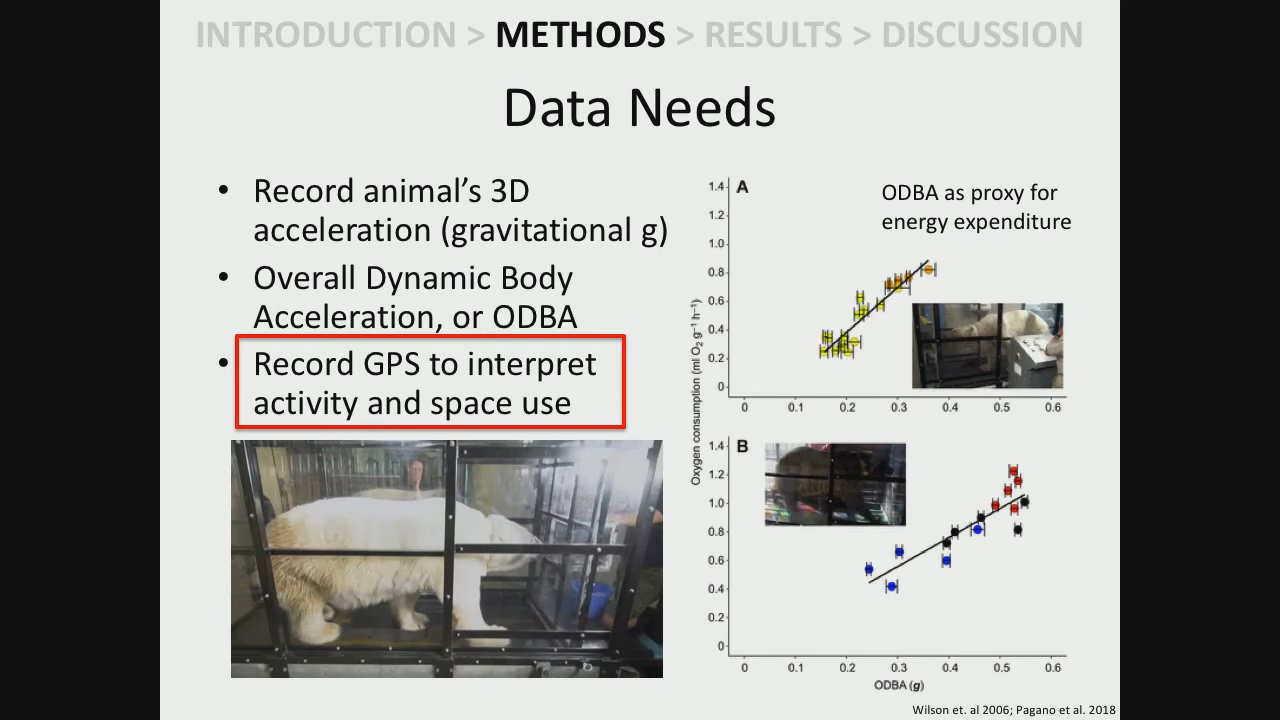 INTRODUCTION > METHODS > RESULTS > DISCUSSION
Data Needs
• Record animal’s 3D
acceleration (gravitational g)
• Overall Dynamic Body
Acceleration, or ODBA
• Record GPS to interpret
activity and space use
A
ODBA as proxy for
energy expenditure
1.4
1.2
1.0
0.8
0.6
0.4
0.2
0
0 0.1 0.2 0.3 0.4 0.5 0.6
Oxygen consumption (ml O₂ g⁻¹ h⁻¹)
B
1.4
1.2
1.0
0.8
0.6
0.4
0.2
0
0 0.1 0.2 0.3 0.4 0.5 0.6
ODBA (g)
Wilson et. al 2006; Pagano et al. 2018